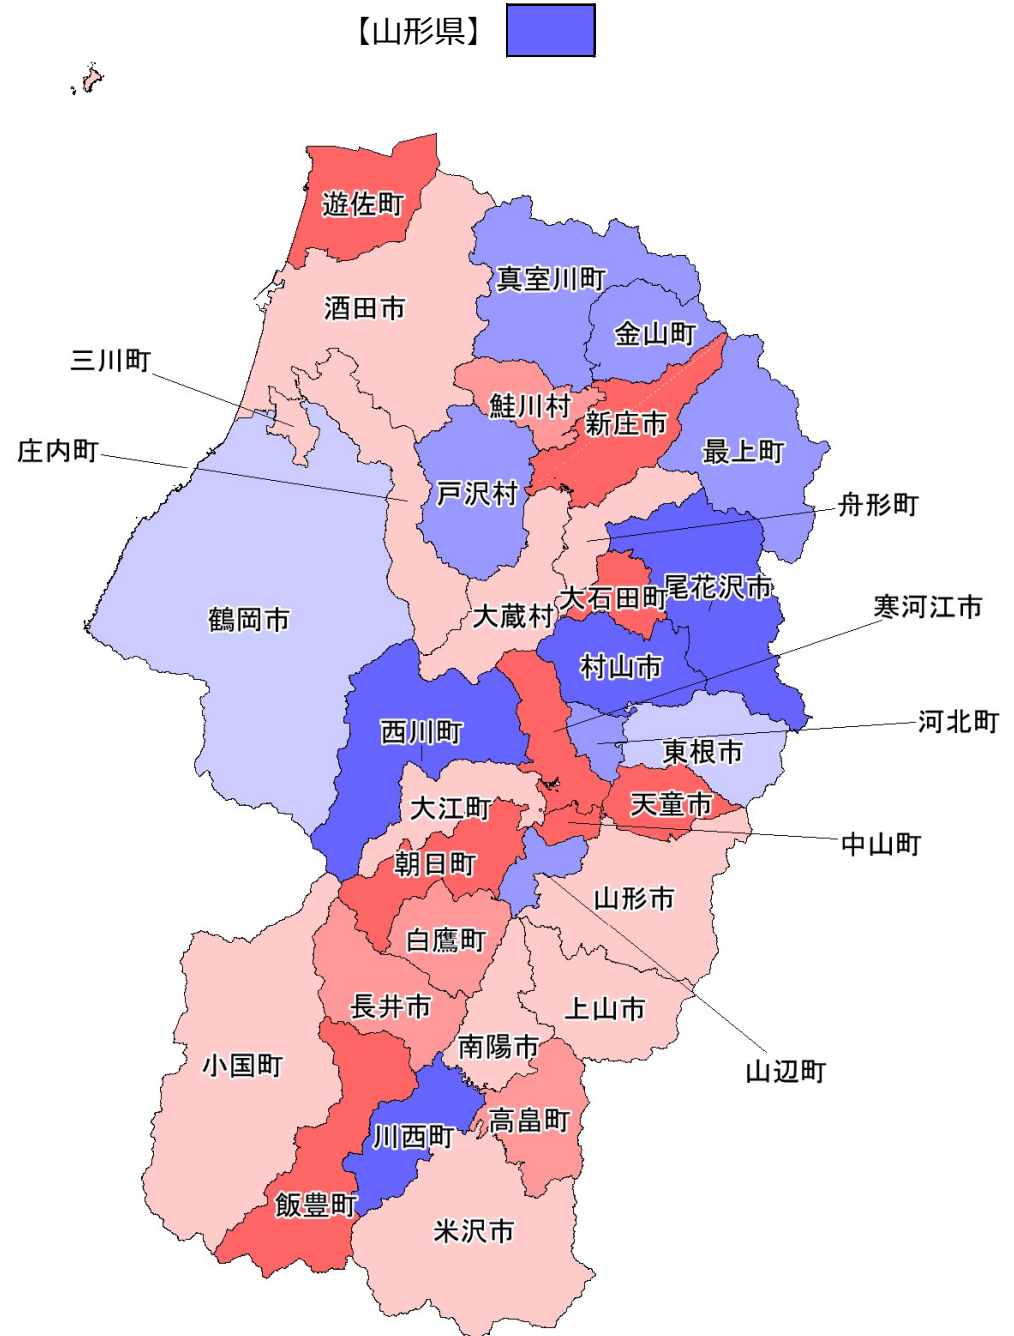 【山形県】
遊佐町
真室川町
酒田市
金山町
三川町
鮭川村
新庄市
庄内町
最上町
戸沢村
舟形町
尾花沢市
大石田町
寒河江市
大蔵村
鶴岡市
村山市
河北町
西川町
東根市
天童市
大江町
中山町
朝日町
山形市
白鷹町
長井市
上山市
南陽市
小国町
山辺町
高畠町
川西町
飯豊町
米沢市